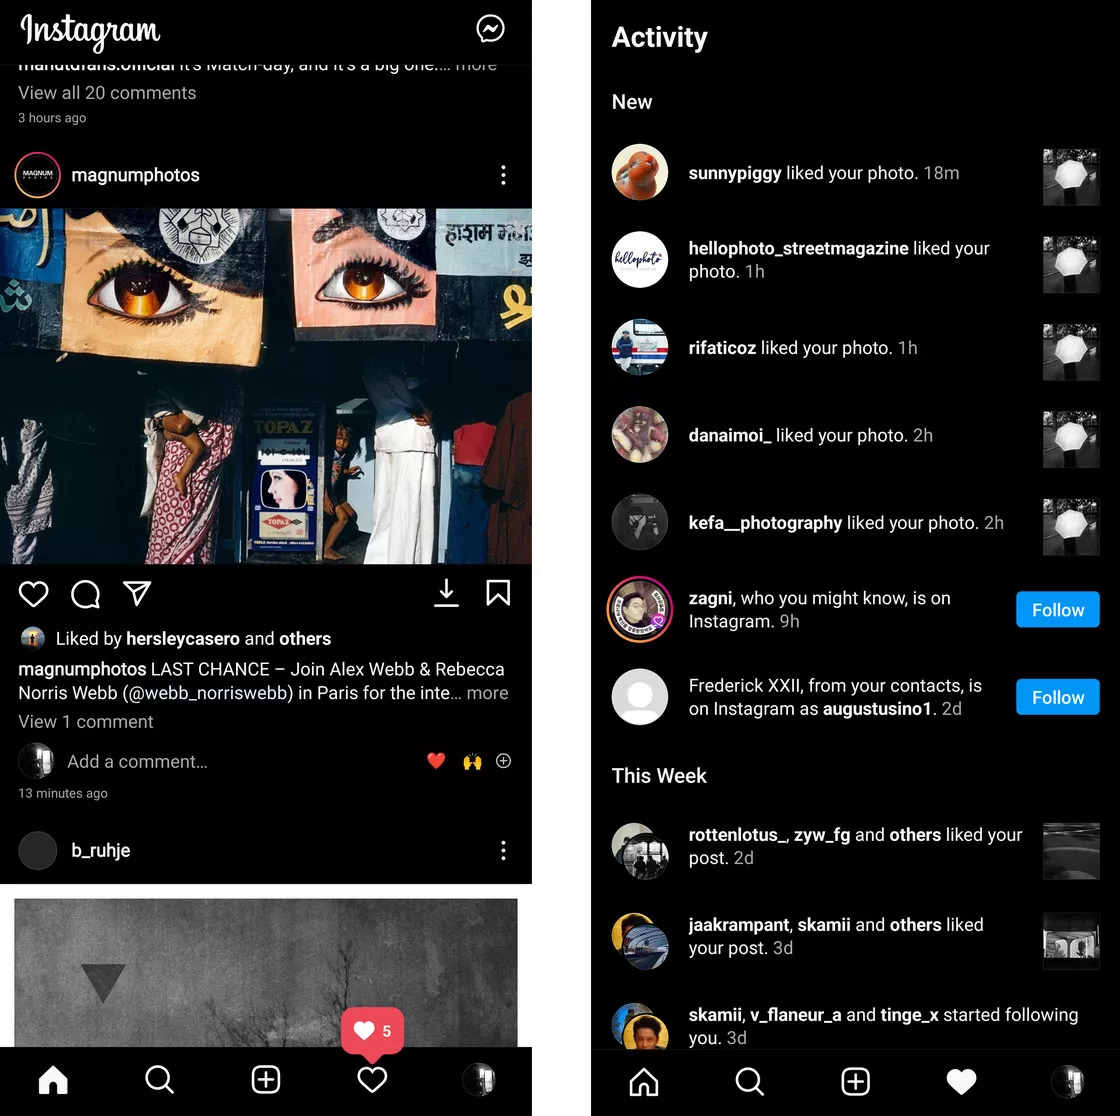 Instagram
manutdfans.official It's Match-day, and it's a big one.... more
View all 20 comments
3 hours ago
MAGNUM
PHOTOS
magnumphotos
हाशम
TOPAZ
TOPAZ
Liked by hersleycasero and others
magnumphotos LAST CHANCE – Join Alex Webb & Rebecca
Norris Webb (@webb_norriswebb) in Paris for the inte... more
View 1 comment
Add a comment...
13 minutes ago
b_ruhje
5
Activity
New
sunnypiggy liked your photo. 18m
hellophoto
hellophoto_streetmagazine liked your
photo. 1h
rifaticoz liked your photo. 1h
danaimoi_ liked your photo. 2h
kefa__photography liked your photo. 2h
zagni, who you might know, is on
Instagram. 9h
Follow
Frederick XXII, from your contacts, is
on Instagram as augustusino1. 2d
Follow
This Week
rottenlotus_, zyw_fg and others liked your
post. 2d
jaakrampant, skamii and others liked
your post. 3d
skamii, v_flaneur_a and tinge_x started following
you. 3d